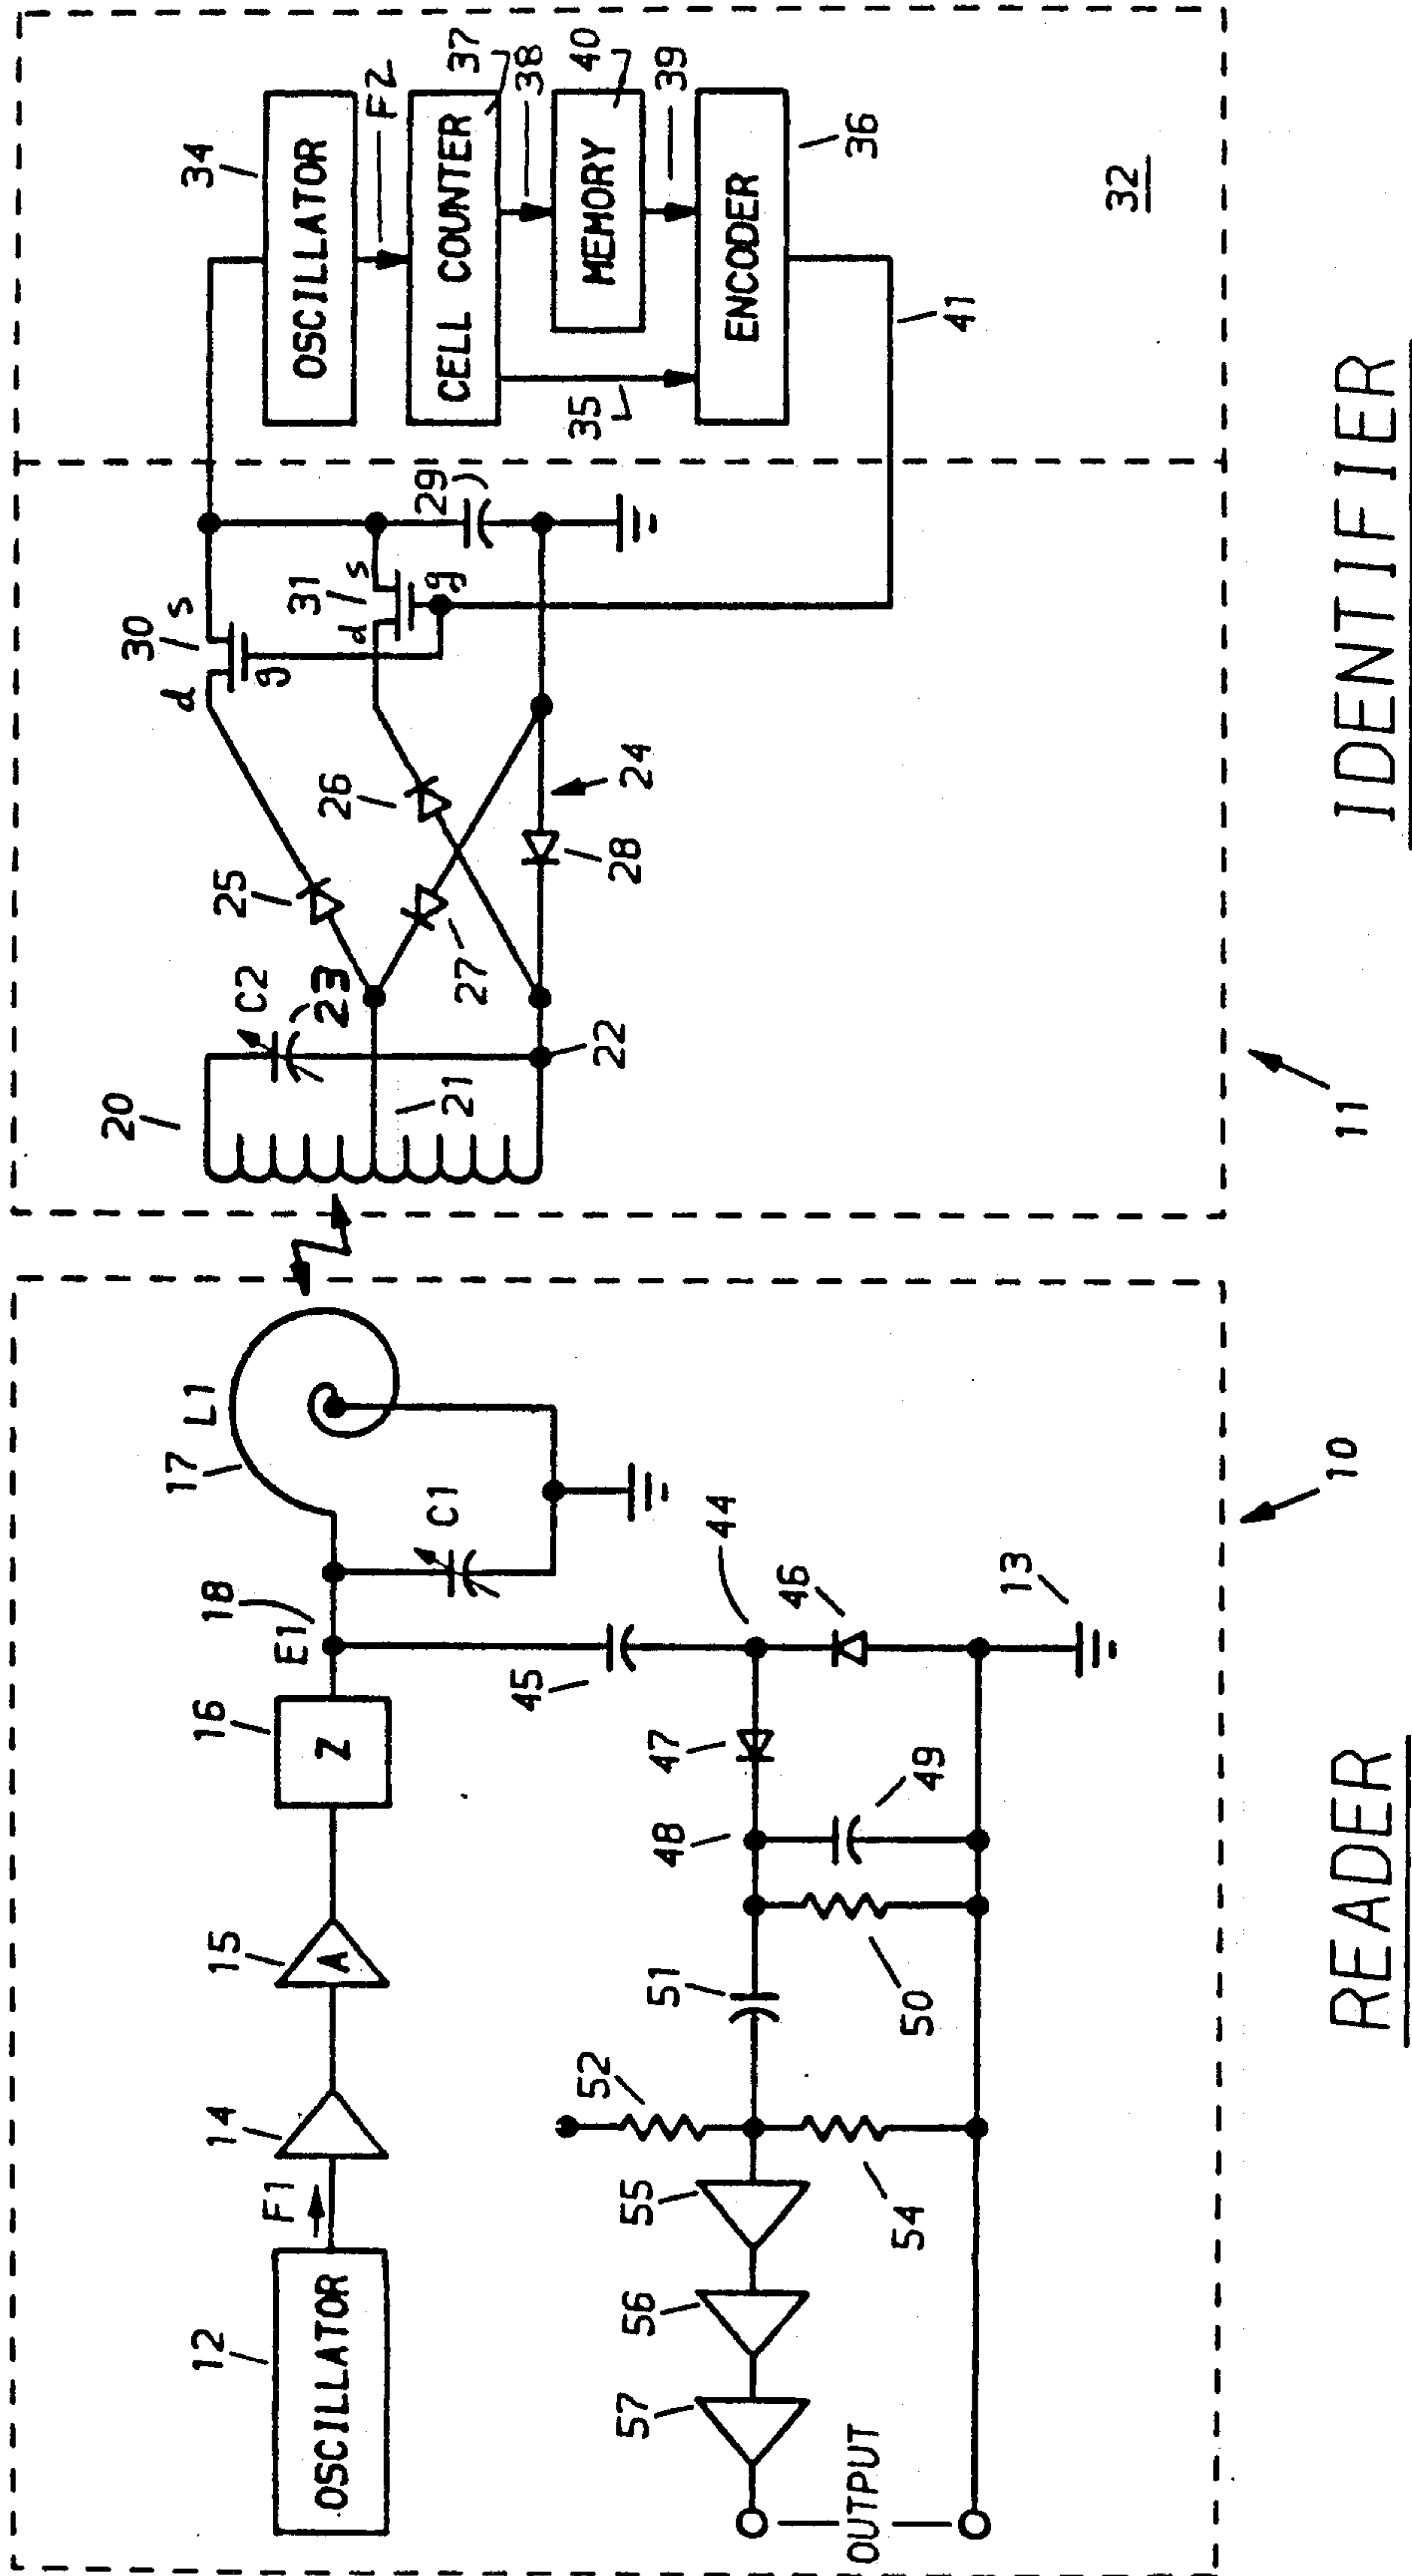 12
OSCILLATOR
F1
14
15
A
16
Z
E1
18
17
L1
C1
45
44
46
13
47
48
49
50
51
52
54
55
56
57
OUTPUT
10
READER
20
21
22
C2
23
25
26
27
28
24
d
30
s
g
31
d
s
g
29
34
OSCILLATOR
F2
CELL COUNTER
37
38
35
MEMORY
40
39
ENCODER
36
41
32
11
IDENTIFIER